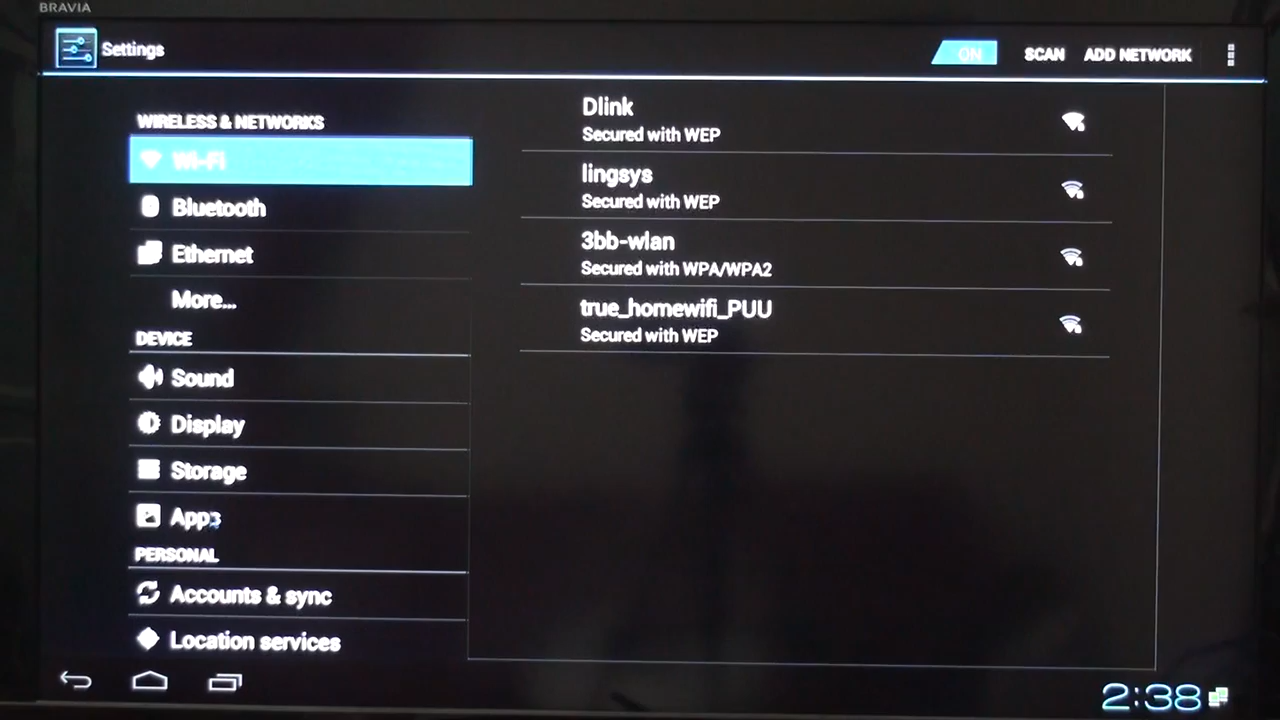 BRAVIA
Settings
ON
SCAN
ADD NETWORK
WIRELESS & NETWORKS
Wi-Fi
Bluetooth
Ethernet
More...
DEVICE
Sound
Display
Storage
Apps
PERSONAL
Accounts & sync
Location services
Dlink
Secured with WEP
lingsys
Secured with WEP
3bb-wlan
Secured with WPA/WPA2
true_homewifi_PUU
Secured with WEP
2:38